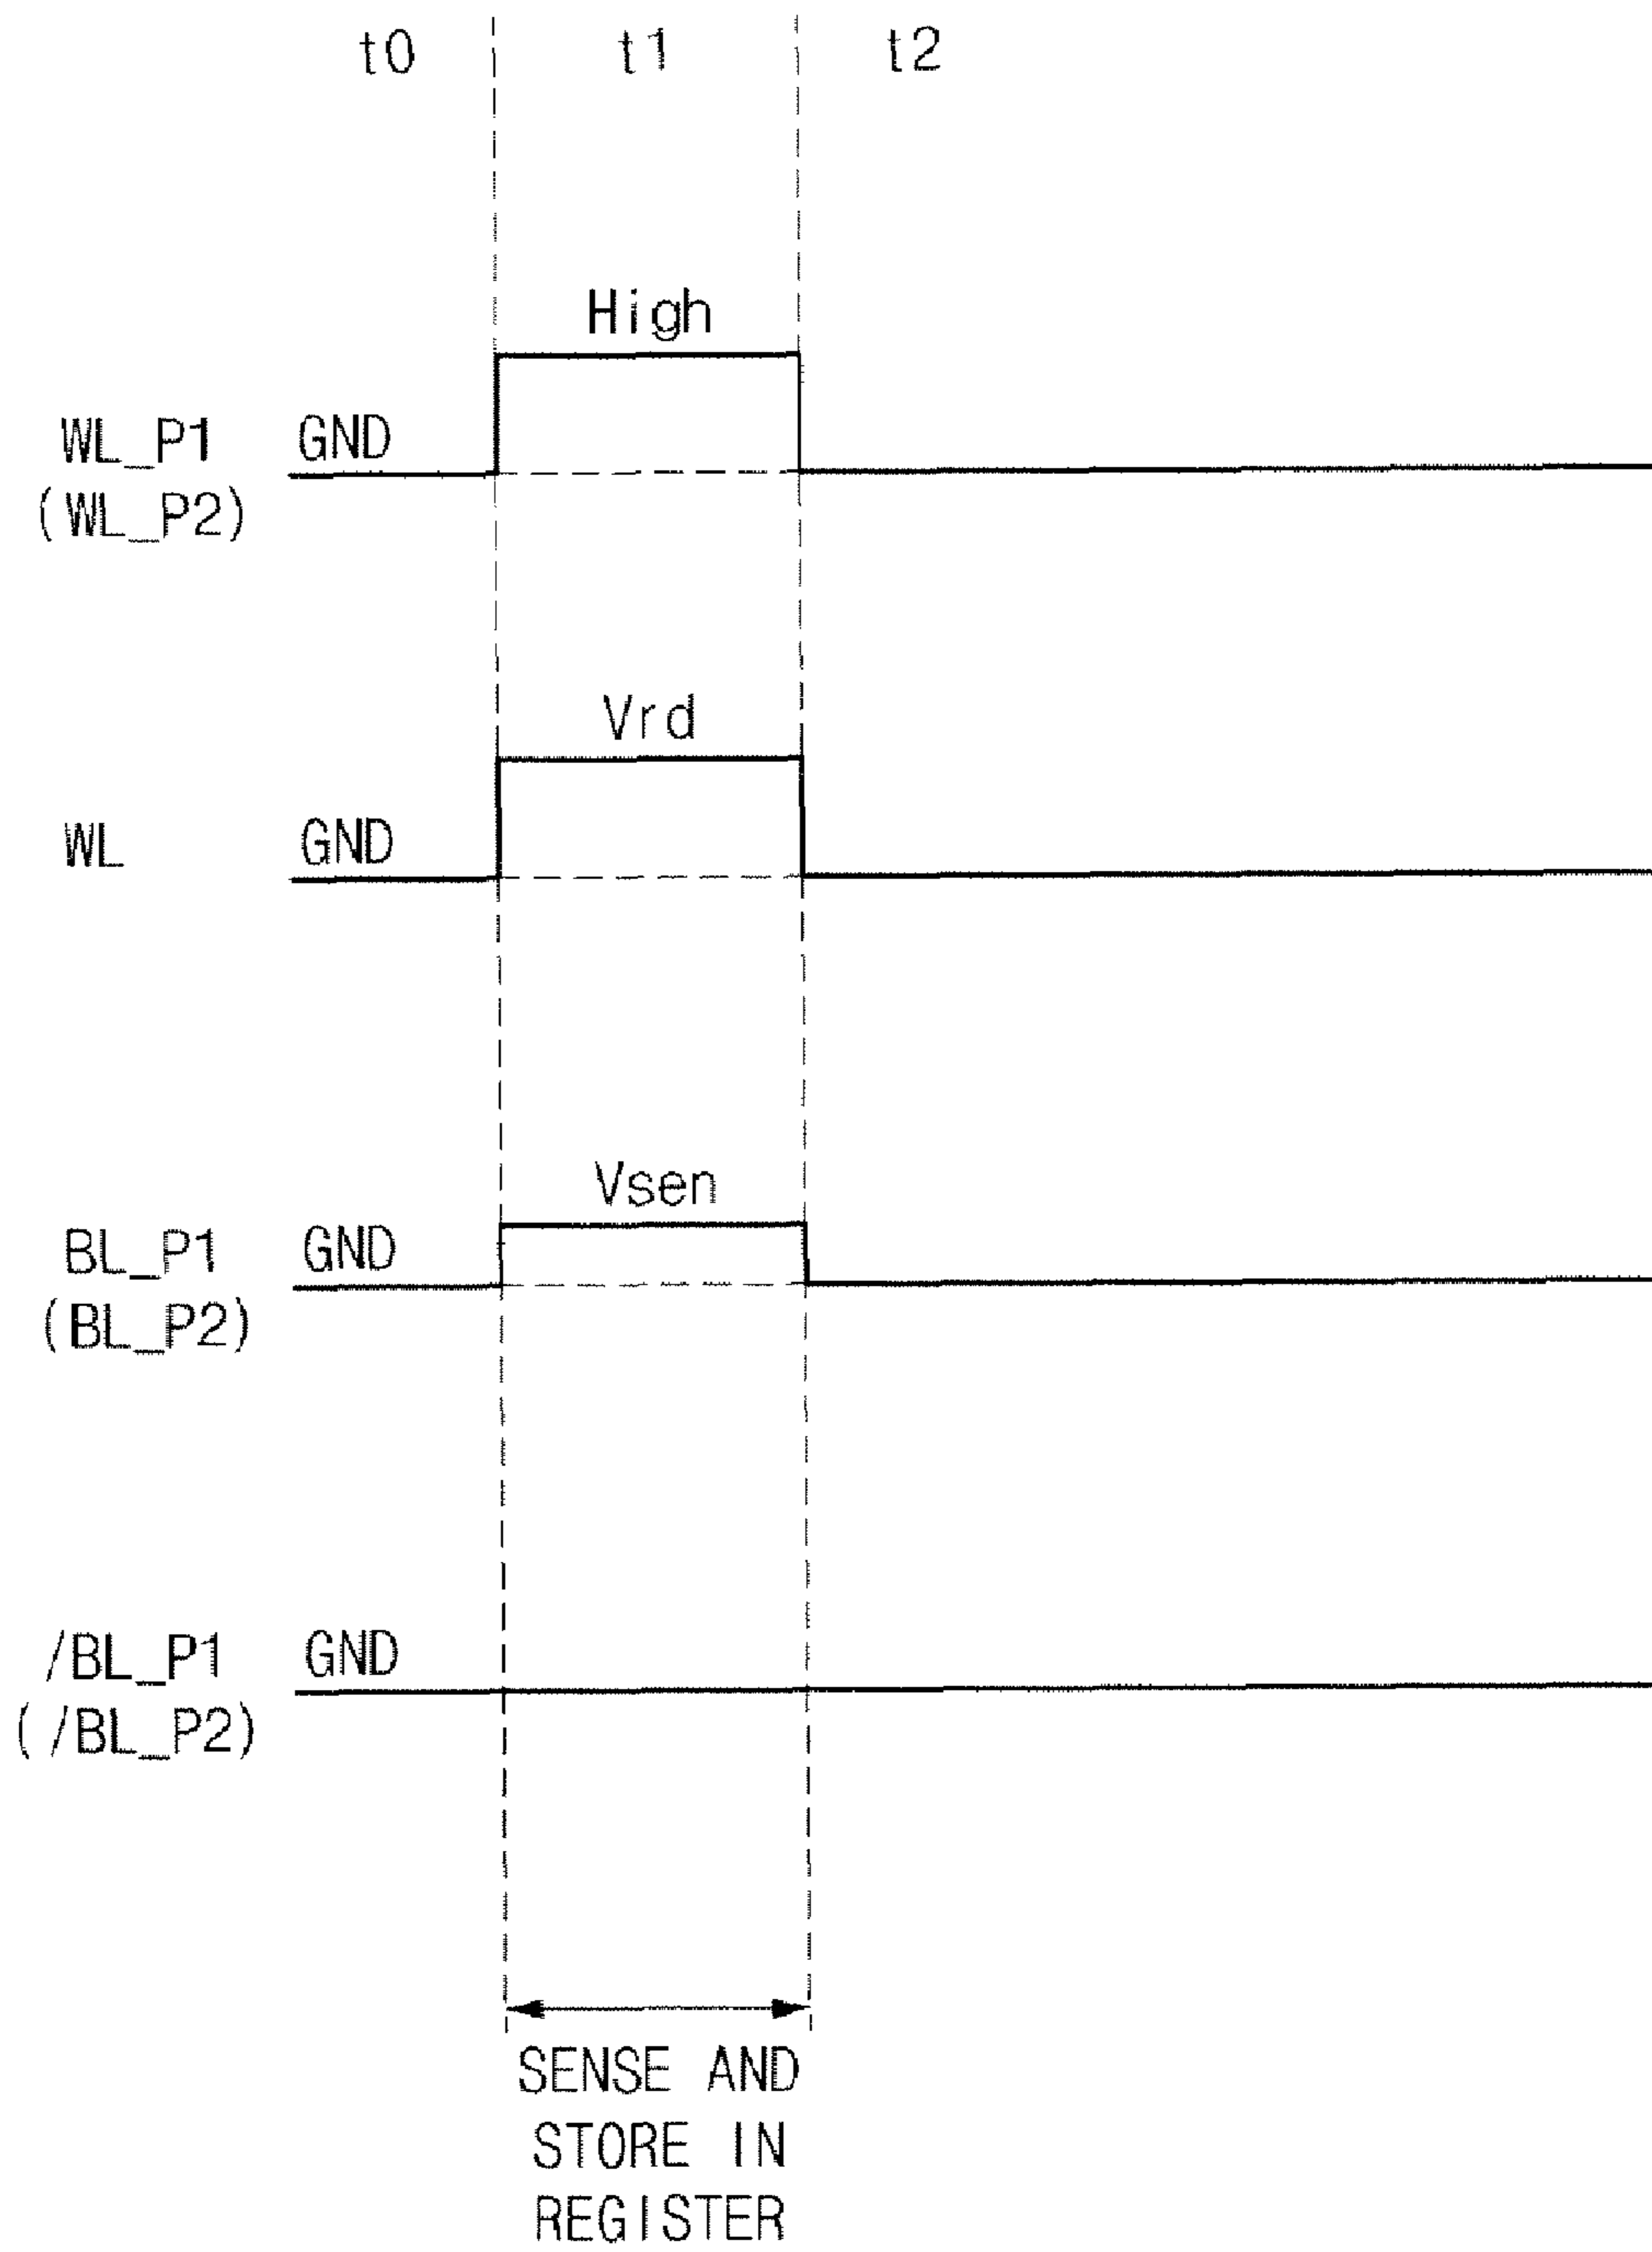 t0 t1 t2
High
WL_P1 GND
(WL_P2)
Vrd
WL GND
Vsen
BL_P1 GND
(BL_P2)
/BL_P1 GND
(/BL_P2)
SENSE AND
STORE IN
REGISTER